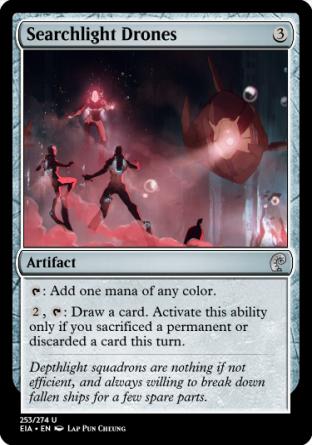 Searchlight Drones 3
Artifact
T: Add one mana of any color.
2, T: Draw a card. Activate this ability
only if you sacrificed a permanent or
discarded a card this turn.
Depthlight squadrons are nothing if not
efficient, and always willing to break down
fallen ships for a few spare parts.
253/274 U
EIA • EN Lap Pun Cheung